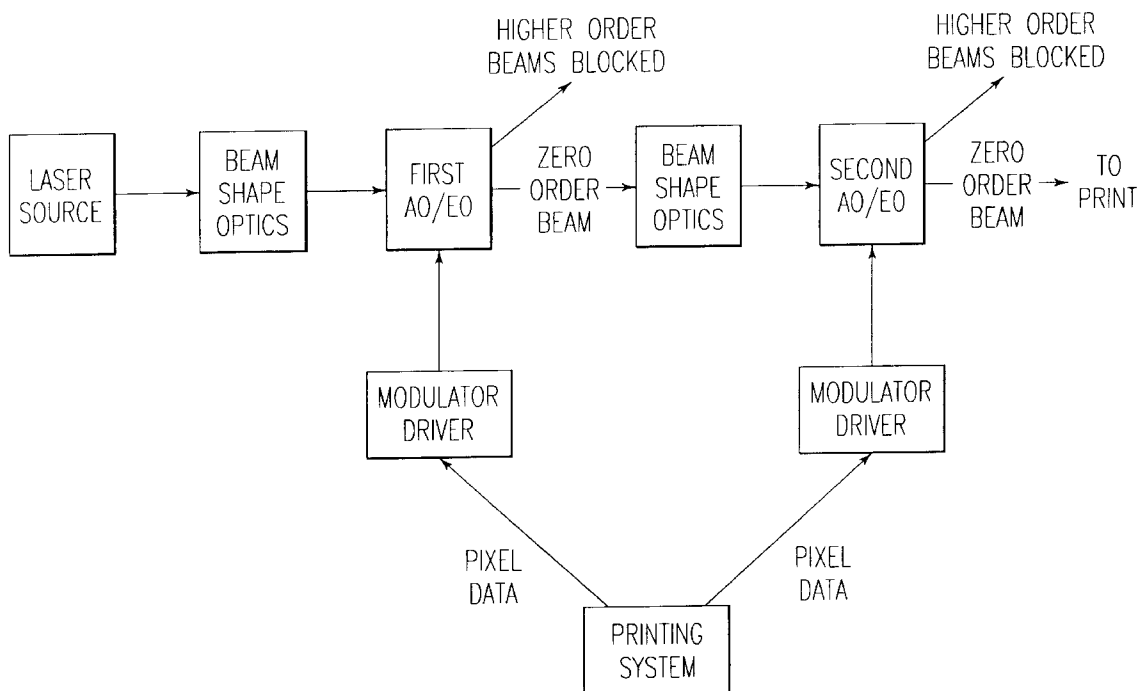 HIGHER ORDER
BEAMS BLOCKED
HIGHER ORDER
BEAMS BLOCKED
LASER
SOURCE
BEAM
SHAPE
OPTICS
FIRST
AO/EO
ZERO
ORDER
BEAM
BEAM
SHAPE
OPTICS
SECOND
AO/EO
ZERO
ORDER
BEAM
TO
PRINT
MODULATOR
DRIVER
MODULATOR
DRIVER
PIXEL
DATA
PIXEL
DATA
PRINTING
SYSTEM